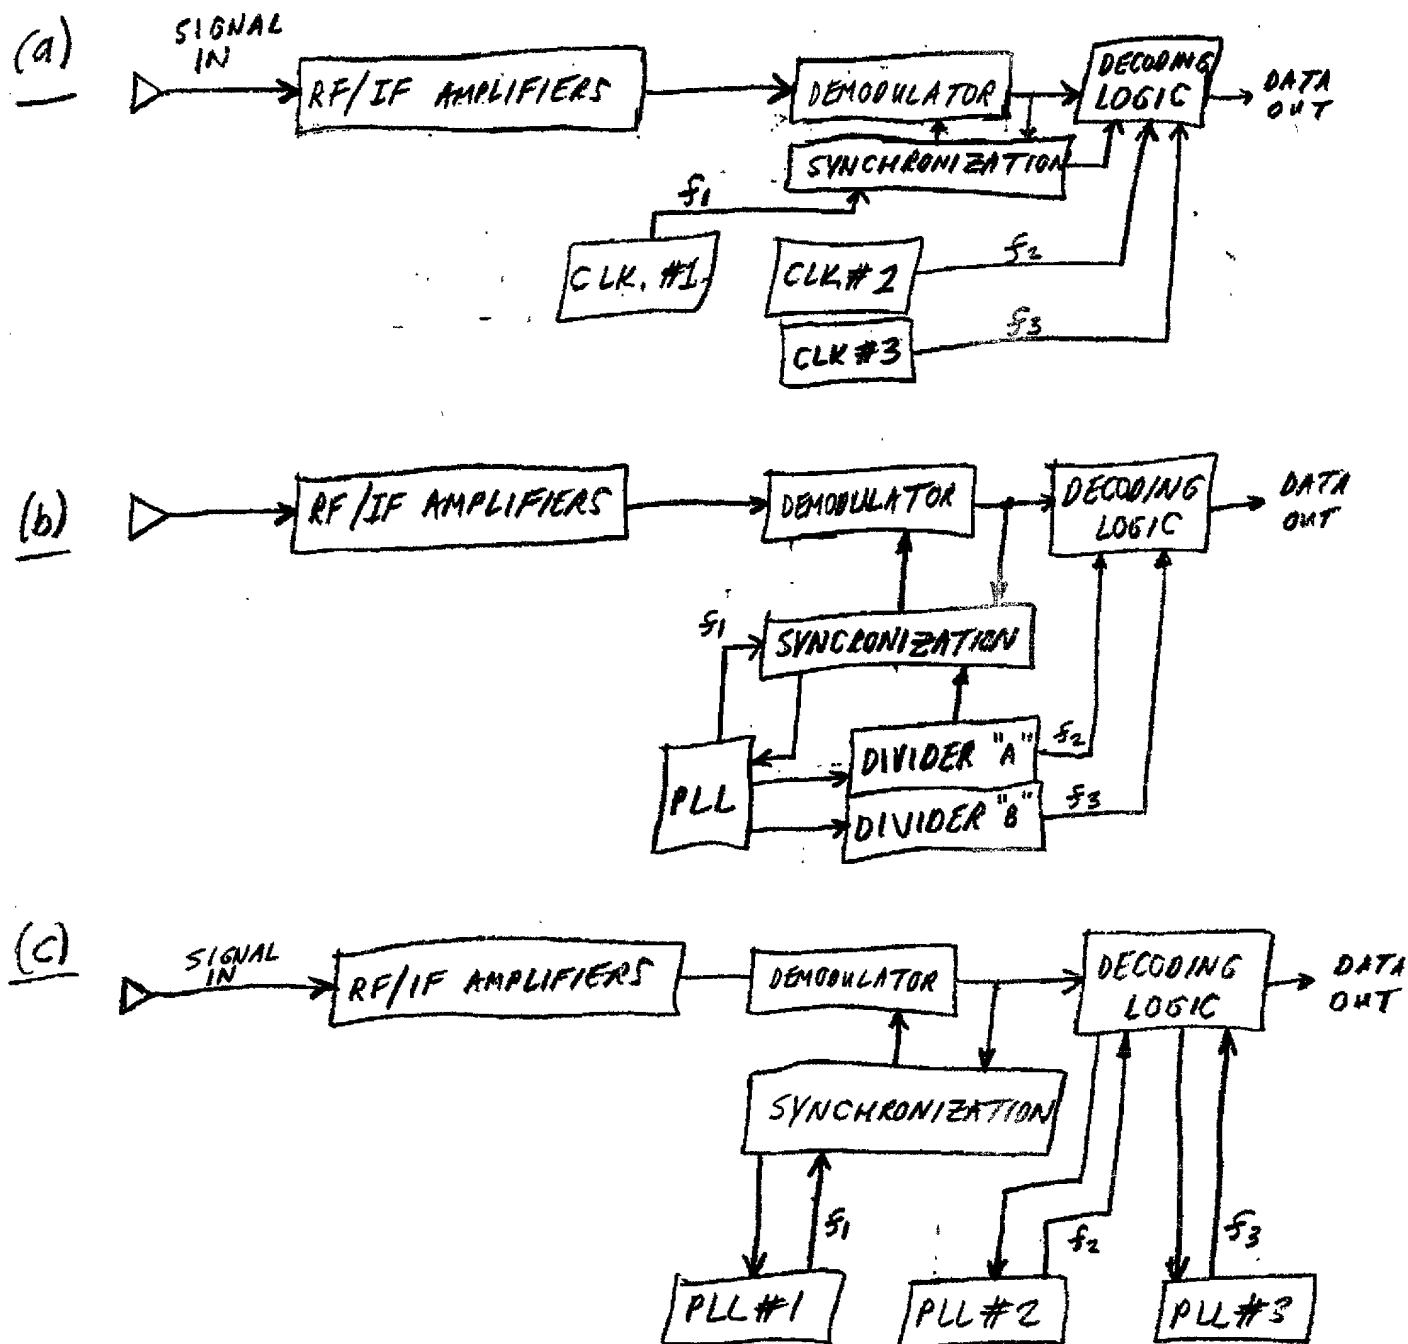 (a)
SIGNAL
IN
RF/IF AMPLIFIERS
DEMODULATOR
DECODING
LOGIC
DATA
OUT
SYNCHRONIZATION
f1
CLK. #1
CLK #2
f2
CLK #3
f3
(b)
RF/IF AMPLIFIERS
DEMODULATOR
DECODING
LOGIC
DATA
OUT
f1
SYNCRONIZATION
PLL
DIVIDER "A"
f2
DIVIDER "B"
f3
(c)
SIGNAL
IN
RF/IF AMPLIFIERS
DEMODULATOR
DECODING
LOGIC
DATA
OUT
SYNCHRONIZATION
f1
f2
f3
PLL #1
PLL #2
PLL #3